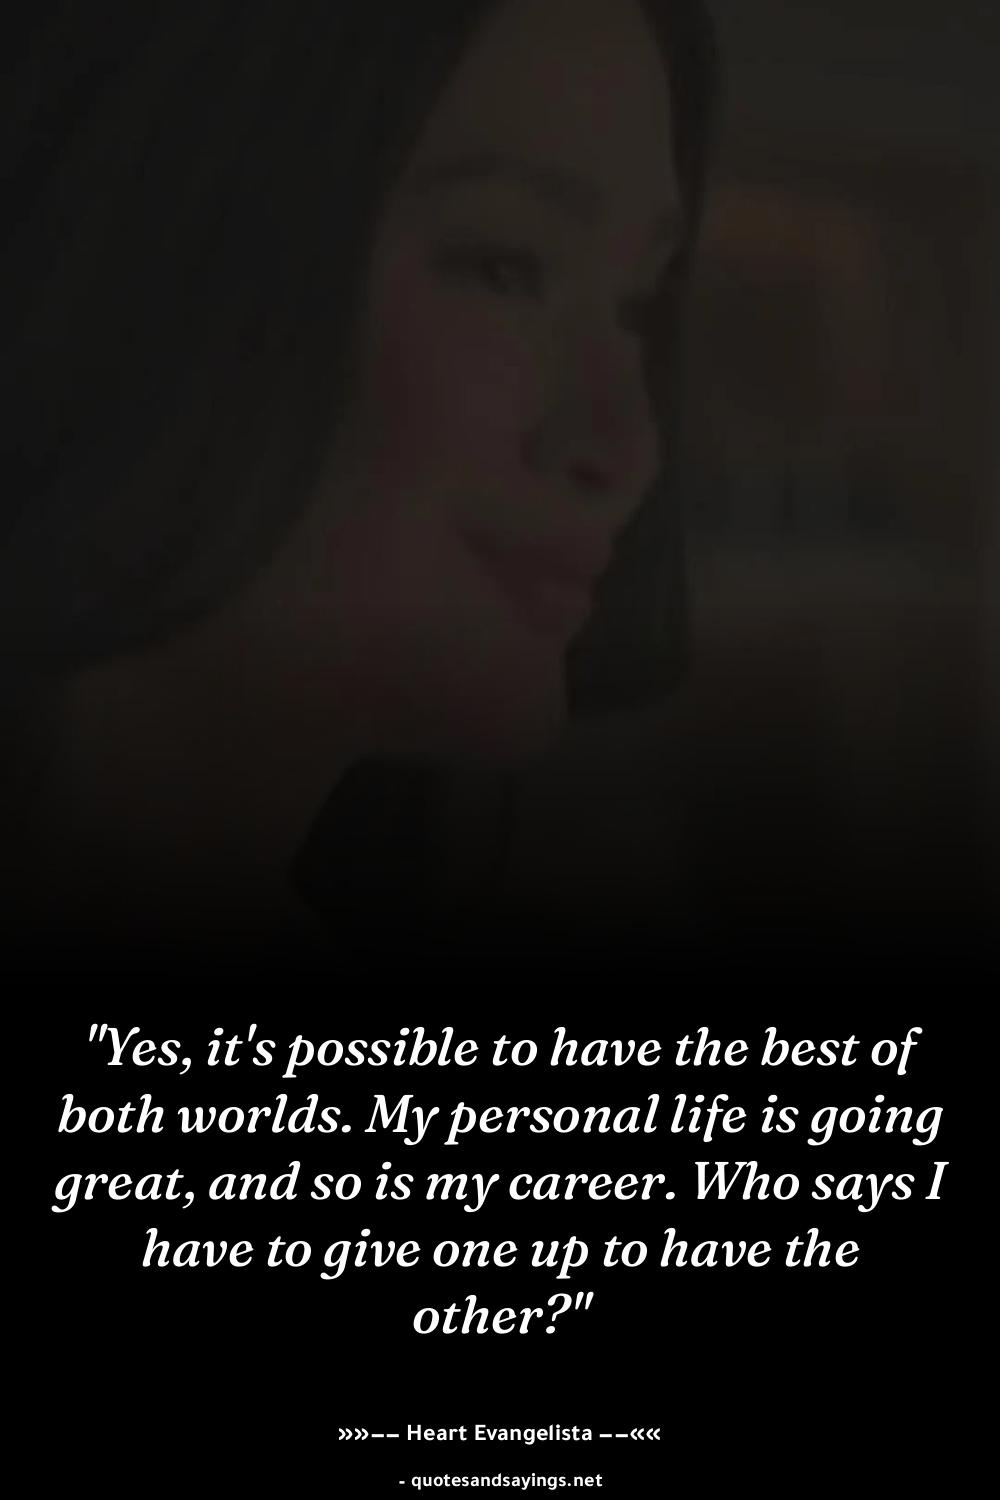 "Yes, it's possible to have the best of
both worlds. My personal life is going
great, and so is my career. Who says I
have to give one up to have the
other?"
»»-- Heart Evangelista --««
- quotesandsayings.net